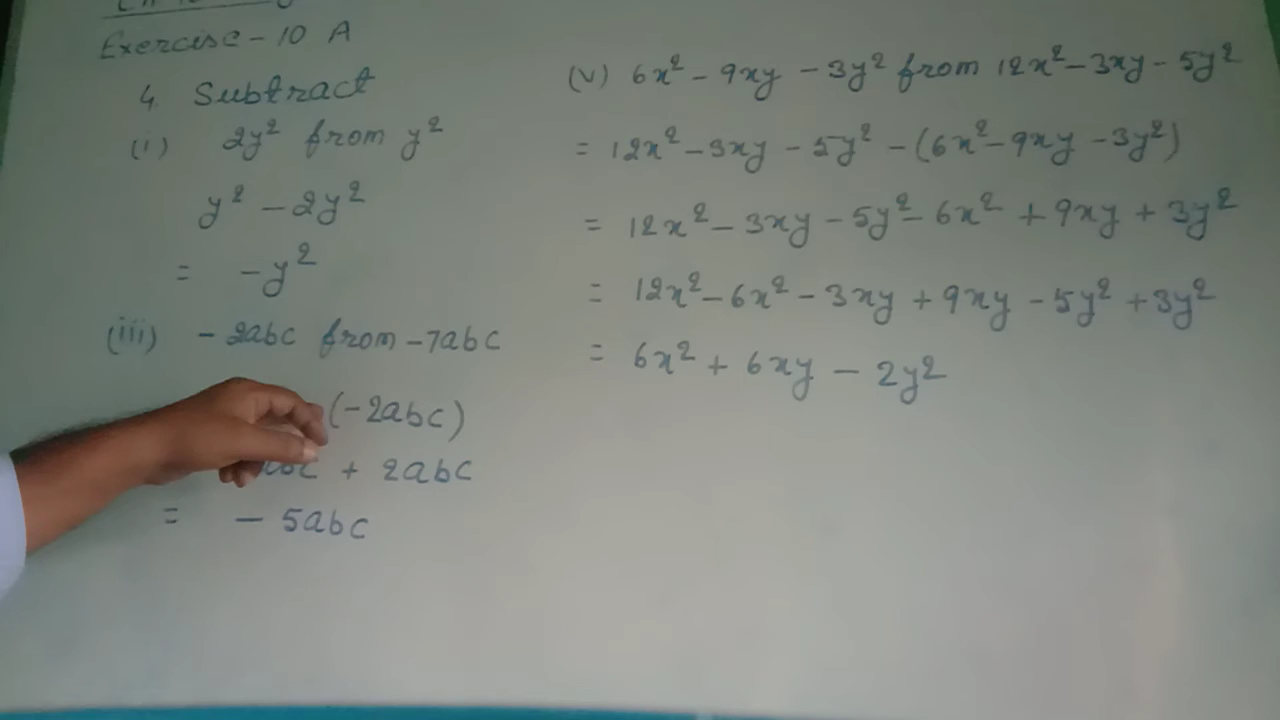 Exercise - 10 A
4. Subtract
(i) 2y² from y²
y² - 2y²
= -y²
(iii) - 2abc from -7abc
(-2abc)
+ 2abc
= - 5abc
(v) 6x² - 9xy - 3y² from 12x² - 3xy - 5y²
= 12x² - 3xy - 5y² - (6x² - 9xy - 3y²)
= 12x² - 3xy - 5y² - 6x² + 9xy + 3y²
= 12x² - 6x² - 3xy + 9xy - 5y² + 3y²
= 6x² + 6xy - 2y²